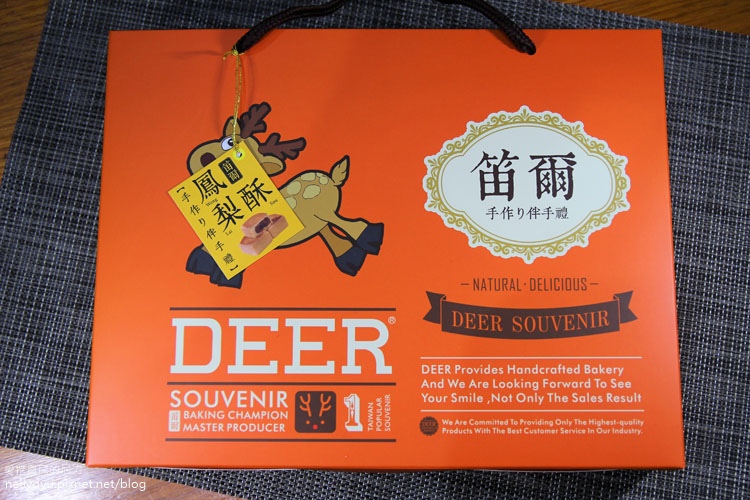 笛爾
鳳梨酥
手作り伴手禮
笛爾
手作り伴手禮
NATURAL · DELICIOUS
DEER SOUVENIR
DEER®
SOUVENIR
BAKING CHAMPION
MASTER PRODUCER
1
TAIWAN
POPULAR
SOUVENIR
DEER Provides Handcrafted Bakery
And We Are Looking Forward To See
Your Smile ,Not Only The Sales Result
We Are Committed To Providing Only The Highest-quality
Products With The Best Customer Service In Our Industry.